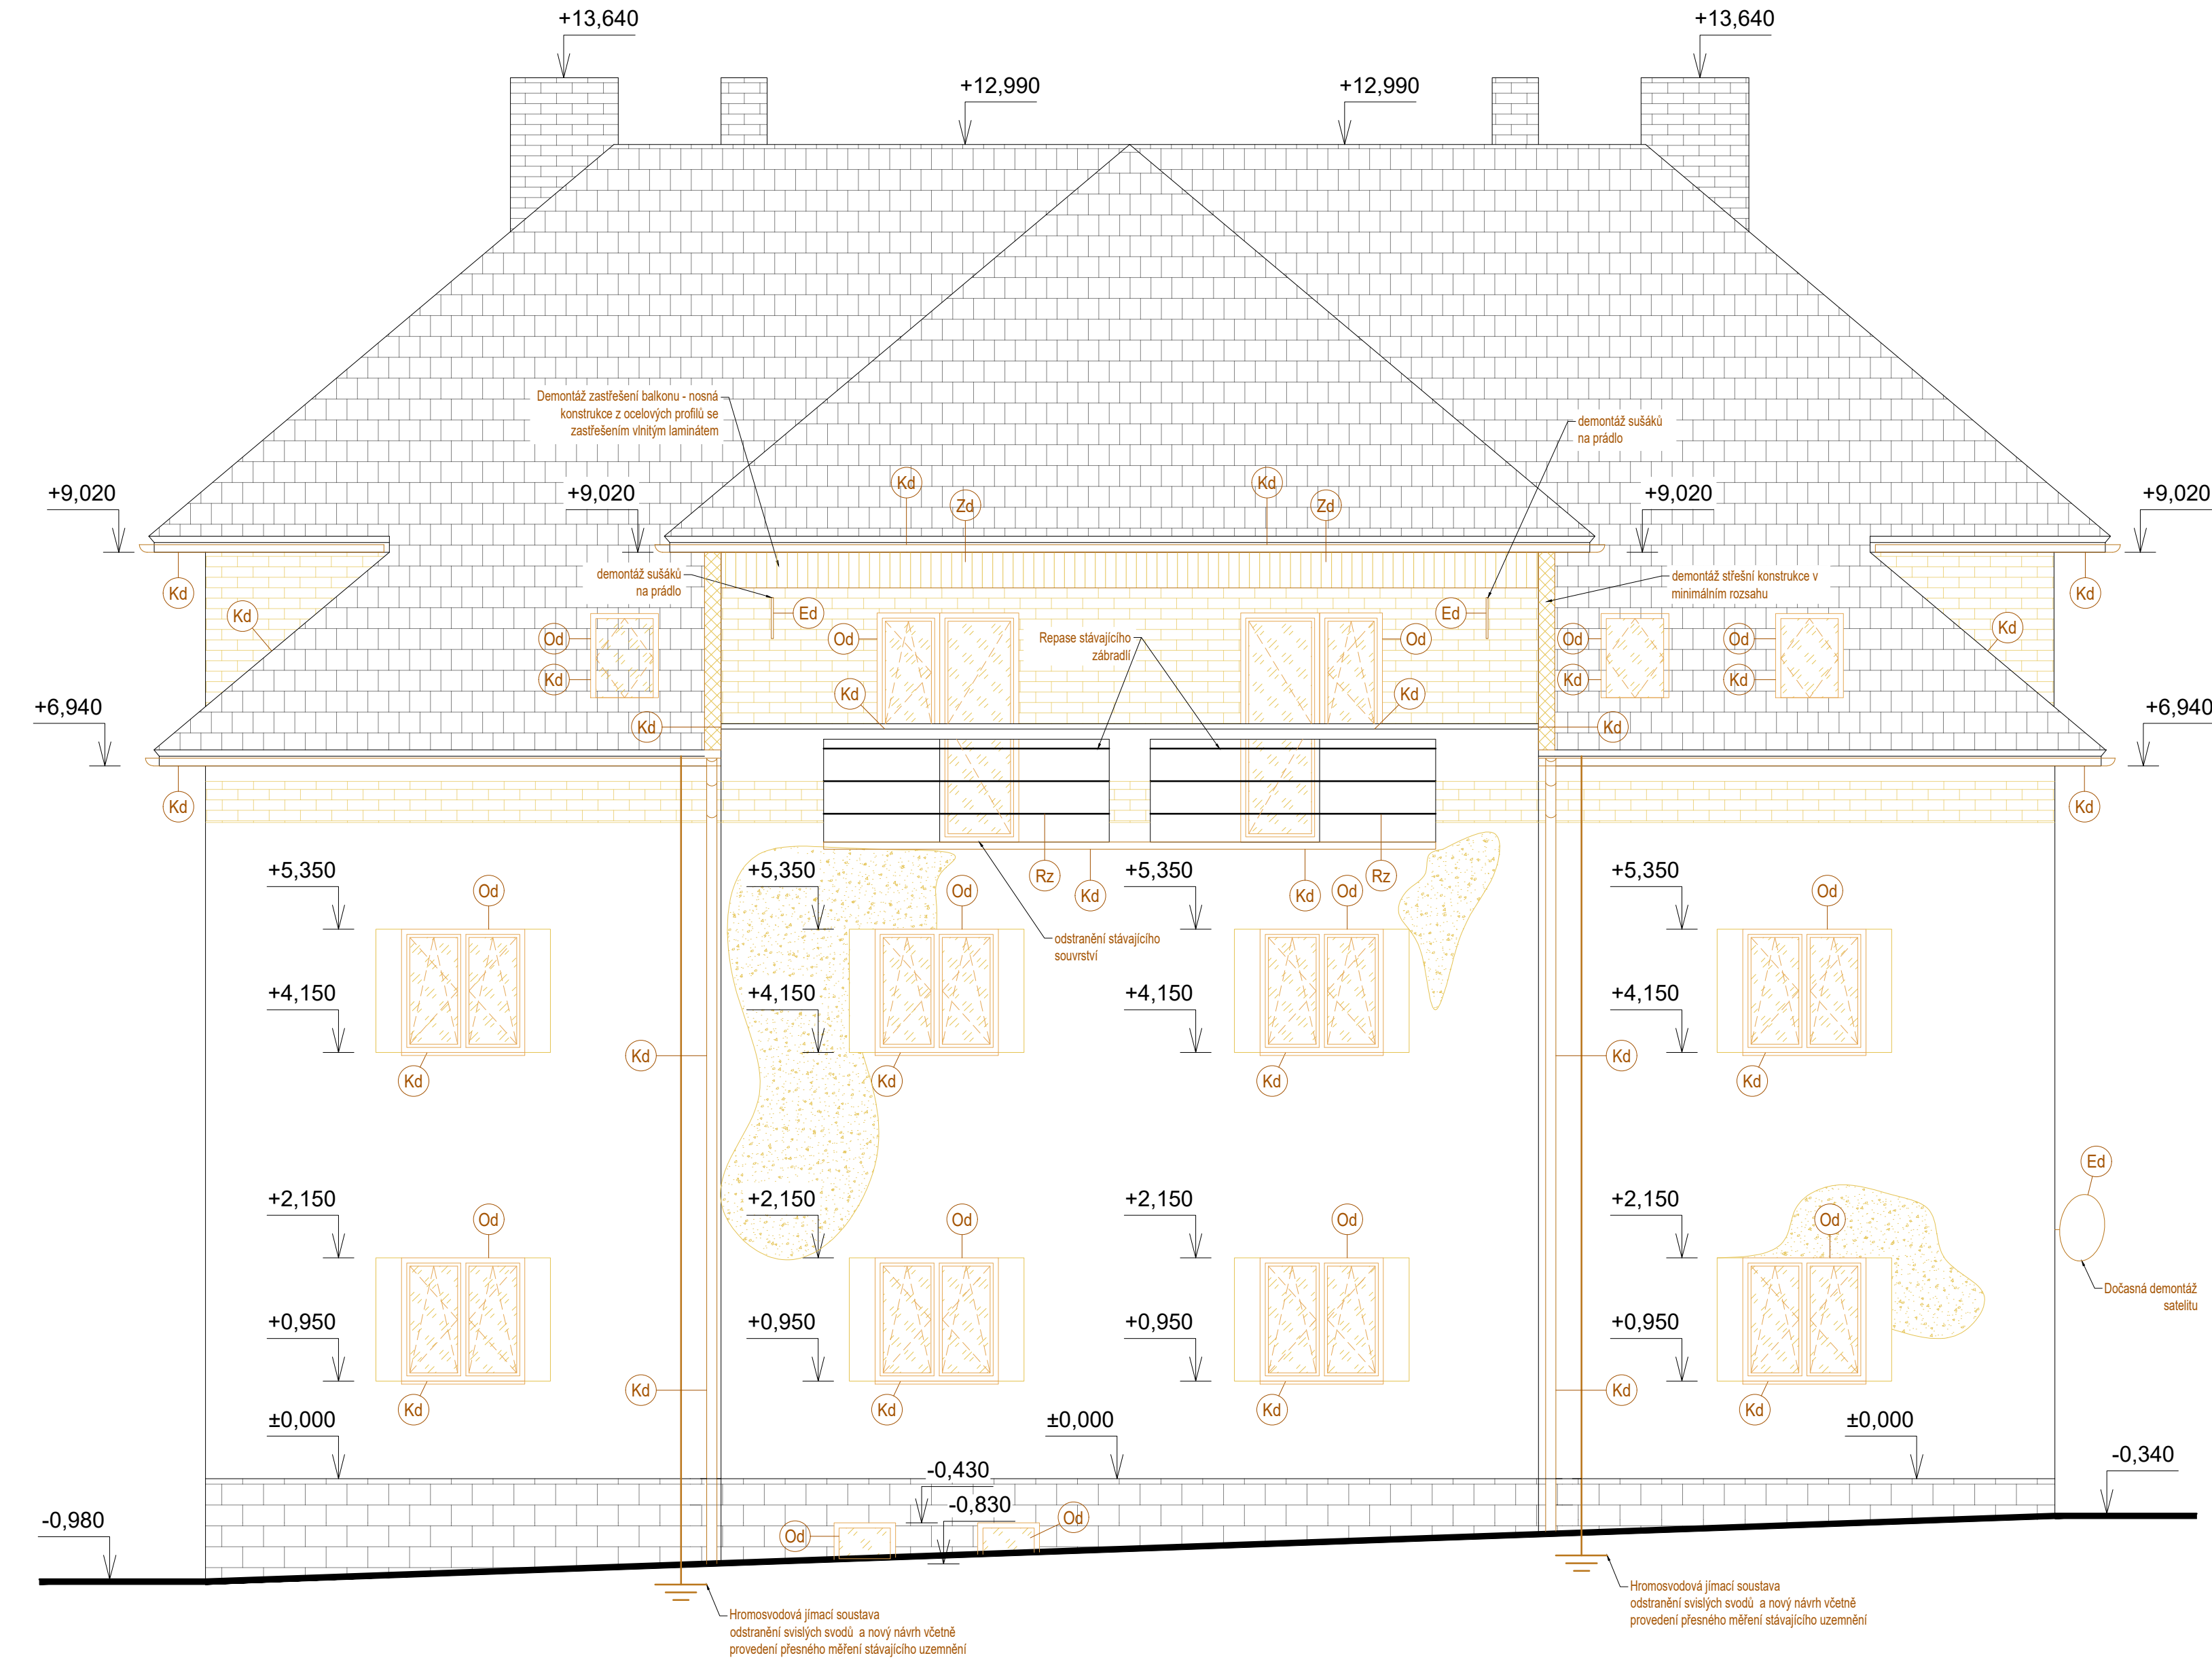 +13,640
+13,640
+12,990
+12,990
Demontáž zastřešení balkonu - nosná
konstrukce z ocelových profilů se
zastřešením vlnitým laminátem
demontáž sušáků
na prádlo
Kd
Kd
Zd
Zd
+9,020
+9,020
+9,020
+9,020
demontáž sušáků
na prádlo
demontáž střešní konstrukce v
minimálním rozsahu
Kd
Kd
Kd
Ed
Ed
Kd
Od
Od
Repase stávajícího
zábradlí
Od
Od
Od
Kd
Kd
Kd
Kd
Kd
Kd
Kd
+6,940
+6,940
Kd
Kd
Kd
+5,350
Od
+5,350
Od
Rz
Kd
+5,350
Kd
Od
Rz
+5,350
Od
odstranění stávajícího
souvrství
+4,150
+4,150
+4,150
+4,150
Kd
Kd
Kd
Kd
Kd
Kd
Ed
+2,150
Od
+2,150
Od
+2,150
Od
+2,150
Od
Dočasná demontáž
satelitu
+0,950
+0,950
+0,950
+0,950
Kd
Kd
Kd
Kd
Kd
Kd
±0,000
±0,000
±0,000
-0,340
-0,430
-0,830
-0,980
Od
Od
Hromosvodová jímací soustava
odstranění svislých svodů a nový návrh včetně
provedení přesného měření stávajícího uzemnění
Hromosvodová jímací soustava
odstranění svislých svodů a nový návrh včetně
provedení přesného měření stávajícího uzemnění